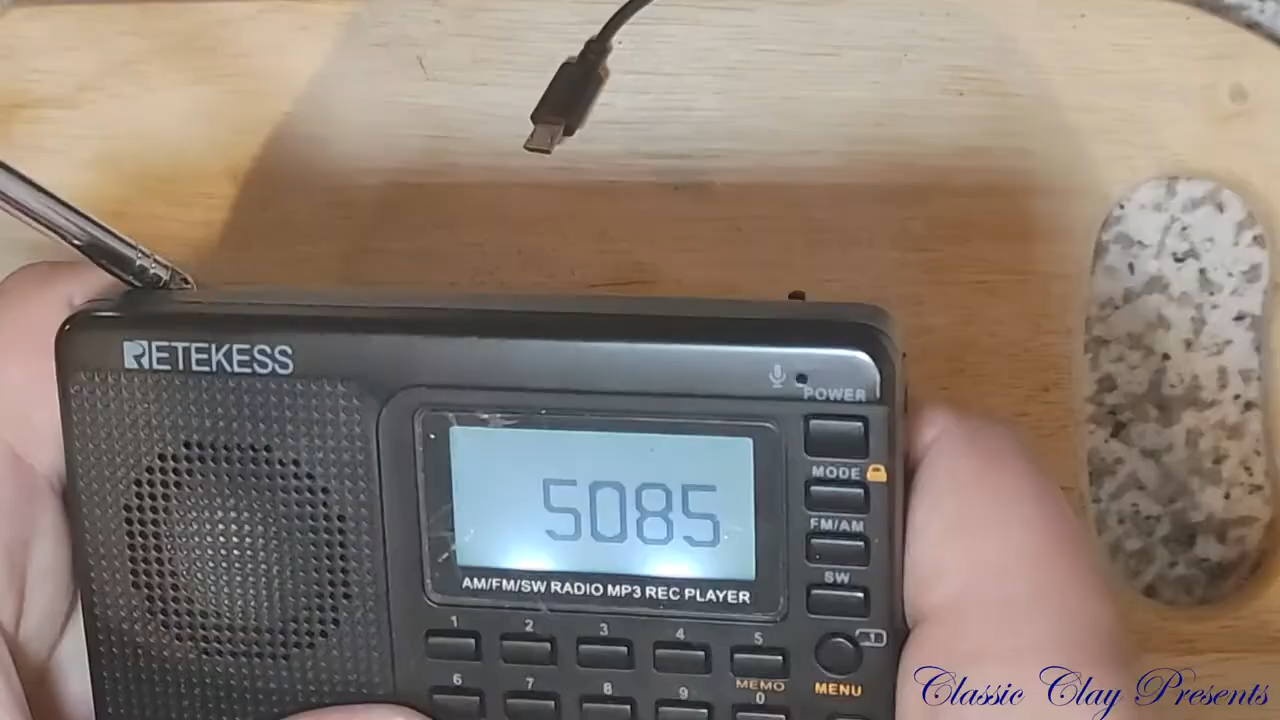 RETEKESS
POWER
MODE
FM/AM
SW
5085
AM/FM/SW RADIO MP3 REC PLAYER
1 2 3 4 5
MENU
6 7 8 9 MEMO 0
Classic Clay Presents